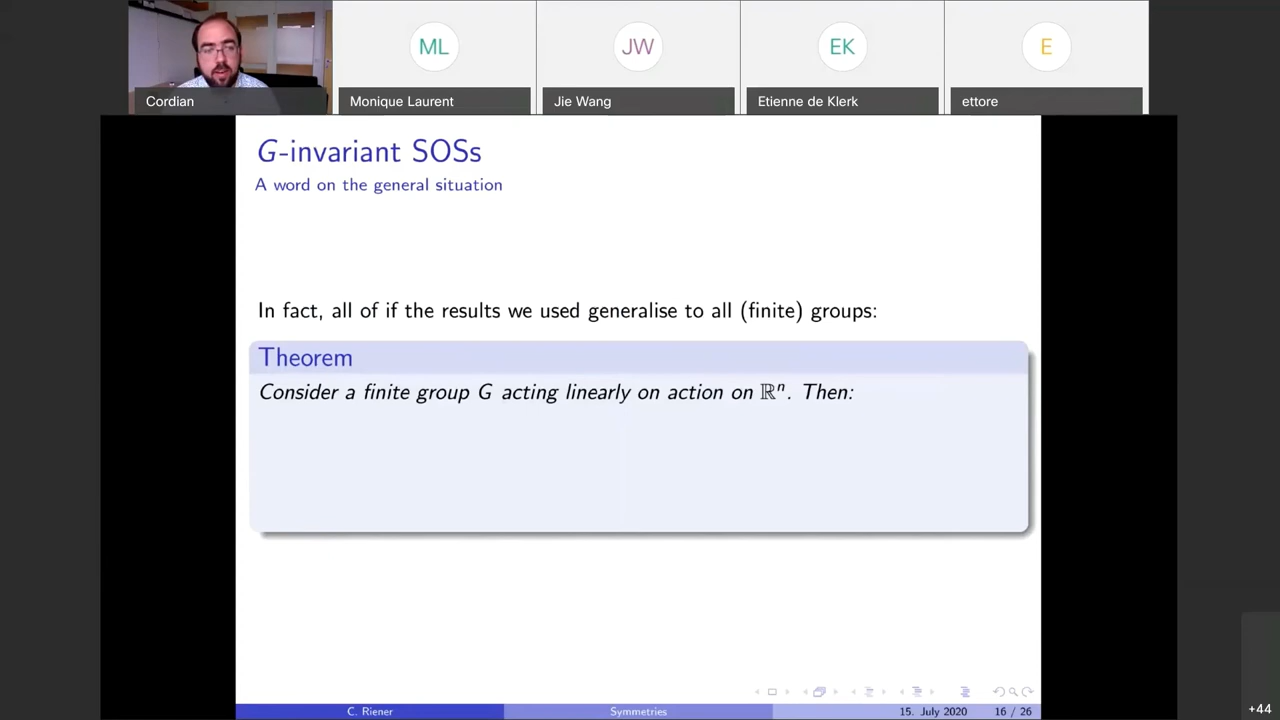 ML
JW
EK
E
Cordian
Monique Laurent
Jie Wang
Etienne de Klerk
ettore
G-invariant SOSs
A word on the general situation
In fact, all of if the results we used generalise to all (finite) groups:
Theorem
Consider a finite group G acting linearly on action on ℝⁿ. Then:
C. Riener
Symmetries
15. July 2020
16 / 26
+44